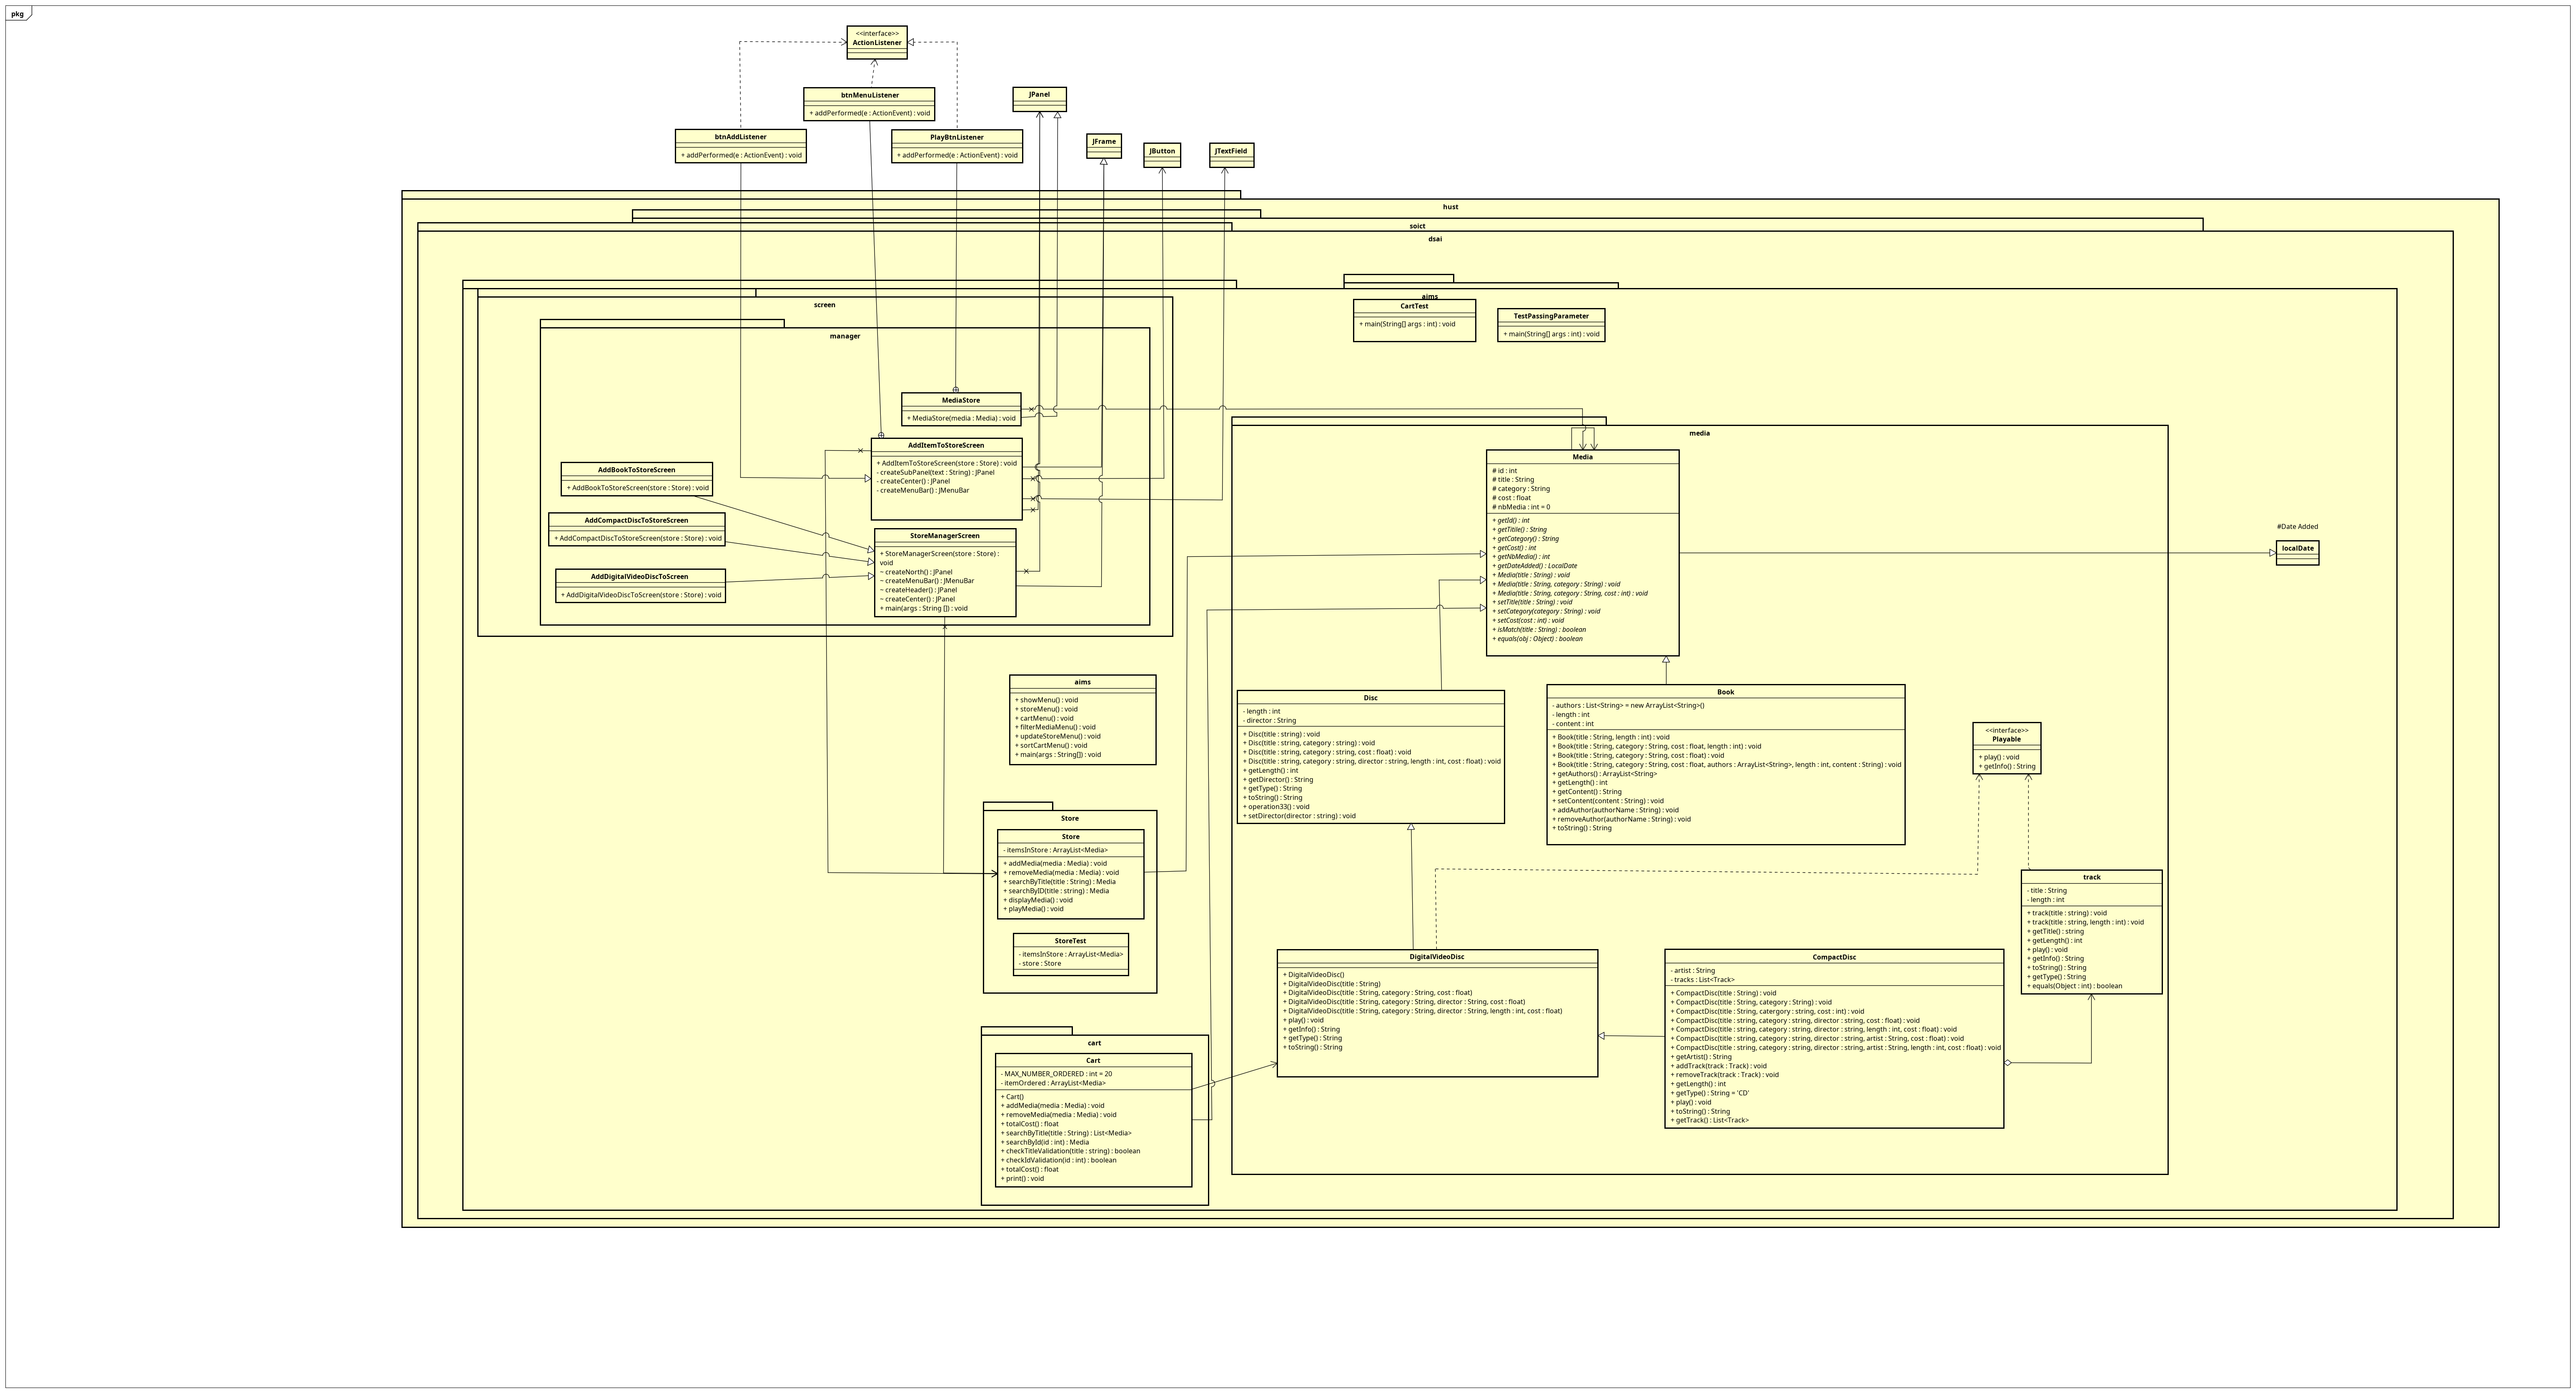 pkg
<<interface>>
ActionListener
btnMenuListener
+ addPerformed(e : ActionEvent) : void
btnAddListener
+ addPerformed(e : ActionEvent) : void
PlayBtnListener
+ addPerformed(e : ActionEvent) : void
JPanel
JFrame
JButton
JTextField
hust
soict
dsai
aims
screen
manager
CartTest
+ main(String[] args : int) : void
TestPassingParameter
+ main(String[] args : int) : void
MediaStore
+ MediaStore(media : Media) : void
AddItemToStoreScreen
+ AddItemToStoreScreen(store : Store) : void
- createSubPanel(text : String) : JPanel
- createCenter() : JPanel
- createMenuBar() : JMenuBar
AddBookToStoreScreen
+ AddBookToStoreScreen(store : Store) : void
AddCompactDiscToStoreScreen
+ AddCompactDiscToStoreScreen(store : Store) : void
AddDigitalVideoDiscToScreen
+ AddDigitalVideoDiscToScreen(store : Store) : void
StoreManagerScreen
+ StoreManagerScreen(store : Store) :
void
~ createNorth() : JPanel
~ createMenuBar() : JMenuBar
~ createHeader() : JPanel
~ createCenter() : JPanel
+ main(args : String []) : void
media
Media
# id : int
# title : String
# category : String
# cost : float
# nbMedia : int = 0
+ getId() : int
+ getTitile() : String
+ getCategory() : String
+ getCost() : int
+ getNbMedia() : int
+ getDateAdded() : LocalDate
+ Media(title : String) : void
+ Media(title : String, category : String) : void
+ Media(title : String, category : String, cost : int) : void
+ setTitle(title : String) : void
+ setCategory(category : String) : void
+ setCost(cost : int) : void
+ isMatch(title : String) : boolean
+ equals(obj : Object) : boolean
#Date Added
localDate
aims
+ showMenu() : void
+ storeMenu() : void
+ cartMenu() : void
+ filterMediaMenu() : void
+ updateStoreMenu() : void
+ sortCartMenu() : void
+ main(args : String[]) : void
Disc
- length : int
- director : String
+ Disc(title : string) : void
+ Disc(title : string, category : string) : void
+ Disc(title : string, category : string, cost : float) : void
+ Disc(title : string, category : string, director : string, length : int, cost : float) : void
+ getLength() : int
+ getDirector() : String
+ getType() : String
+ toString() : String
+ operation33() : void
+ setDirector(director : string) : void
Book
- authors : List<String> = new ArrayList<String>()
- length : int
- content : int
+ Book(title : String, length : int) : void
+ Book(title : String, category : String, cost : float, length : int) : void
+ Book(title : String, category : String, cost : float) : void
+ Book(title : String, category : String, cost : float, authors : ArrayList<String>, length : int, content : String) : void
+ getAuthors() : ArrayList<String>
+ getLength() : int
+ getContent() : String
+ setContent(content : String) : void
+ addAuthor(authorName : String) : void
+ removeAuthor(authorName : String) : void
+ toString() : String
<<interface>>
Playable
+ play() : void
+ getInfo() : String
Store
Store
- itemsInStore : ArrayList<Media>
+ addMedia(media : Media) : void
+ removeMedia(media : Media) : void
+ searchByTitle(title : String) : Media
+ searchByID(title : string) : Media
+ displayMedia() : void
+ playMedia() : void
StoreTest
- itemsInStore : ArrayList<Media>
- store : Store
track
- title : String
- length : int
+ track(title : string) : void
+ track(title : string, length : int) : void
+ getTitle() : string
+ getLength() : int
+ play() : void
+ getInfo() : String
+ toString() : String
+ getType() : String
+ equals(Object : int) : boolean
DigitalVideoDisc
+ DigitalVideoDisc()
+ DigitalVideoDisc(title : String)
+ DigitalVideoDisc(title : String, category : String, cost : float)
+ DigitalVideoDisc(title : String, category : String, director : String, cost : float)
+ DigitalVideoDisc(title : String, category : String, director : String, length : int, cost : float)
+ play() : void
+ getInfo() : String
+ getType() : String
+ toString() : String
CompactDisc
- artist : String
- tracks : List<Track>
+ CompactDisc(title : String) : void
+ CompactDisc(title : String, category : String) : void
+ CompactDisc(title : String, catergory : string, cost : int) : void
+ CompactDisc(title : string, category : string, director : string, cost : float) : void
+ CompactDisc(title : string, category : string, director : string, length : int, cost : float) : void
+ CompactDisc(title : string, category : string, director : string, artist : String, cost : float) : void
+ CompactDisc(title : string, category : string, director : string, artist : String, length : int, cost : float) : void
+ getArtist() : String
+ addTrack(track : Track) : void
+ removeTrack(track : Track) : void
+ getLength() : int
+ getType() : String = 'CD'
+ play() : void
+ toString() : String
+ getTrack() : List<Track>
cart
Cart
- MAX_NUMBER_ORDERED : int = 20
- itemOrdered : ArrayList<Media>
+ Cart()
+ addMedia(media : Media) : void
+ removeMedia(media : Media) : void
+ totalCost() : float
+ searchByTitle(title : String) : List<Media>
+ searchById(id : int) : Media
+ checkTitleValidation(title : string) : boolean
+ checkIdValidation(id : int) : boolean
+ totalCost() : float
+ print() : void